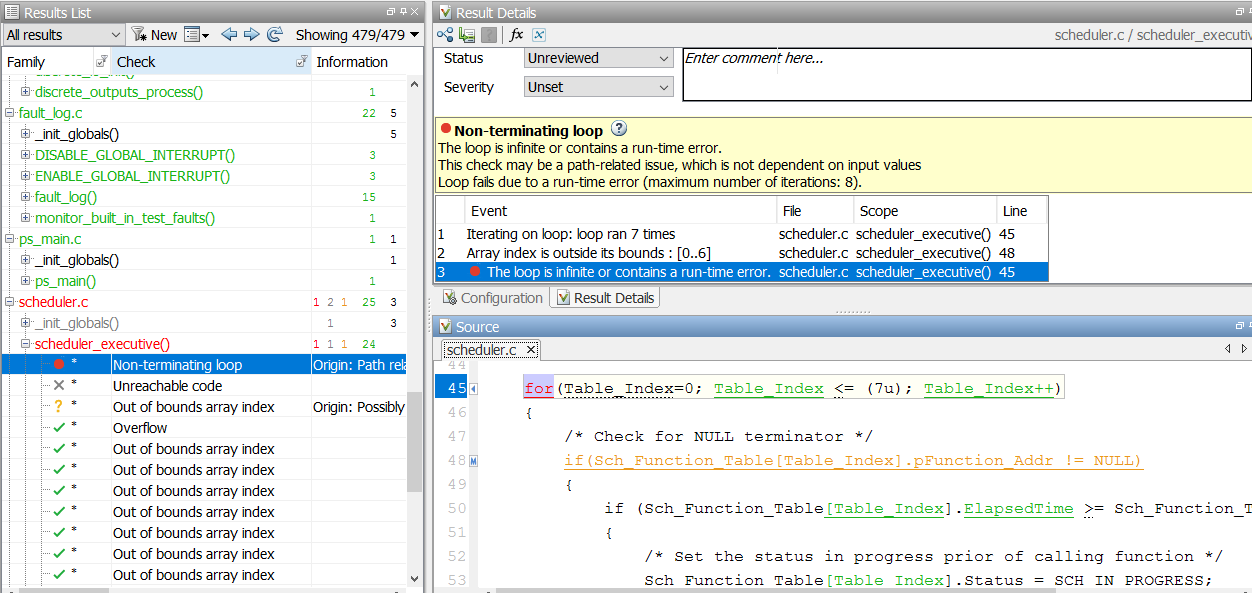 Results List
All results New Showing 479/479
Family Check Information
discrete_outputs_process() 1
fault_log.c 22 5
_init_globals() 5
DISABLE_GLOBAL_INTERRUPT() 3
ENABLE_GLOBAL_INTERRUPT() 3
fault_log() 15
monitor_built_in_test_faults() 1
ps_main.c 1 1
_init_globals() 1
ps_main() 1
scheduler.c 1 2 1 25 3
_init_globals() 1 3
scheduler_executive() 1 1 1 24
* Non-terminating loop Origin: Path rela
* Unreachable code
? * Out of bounds array index Origin: Possibly
* Overflow
* Out of bounds array index
* Out of bounds array index
* Out of bounds array index
* Out of bounds array index
* Out of bounds array index
* Out of bounds array index
* Out of bounds array index
Result Details
fx x
scheduler.c / scheduler_executive
Status Unreviewed Enter comment here...
Severity Unset
Non-terminating loop ?
The loop is infinite or contains a run-time error.
This check may be a path-related issue, which is not dependent on input values
Loop fails due to a run-time error (maximum number of iterations: 8).
Event File Scope Line
1 Iterating on loop: loop ran 7 times scheduler.c scheduler_executive() 45
2 Array index is outside its bounds : [0..6] scheduler.c scheduler_executive() 48
3 The loop is infinite or contains a run-time error. scheduler.c scheduler_executive() 45
Configuration Result Details
Source
scheduler.c
44
45 for(Table_Index=0; Table_Index <= (7u); Table_Index++)
46 {
47 /* Check for NULL terminator */
48 M if(Sch_Function_Table[Table_Index].pFunction_Addr != NULL)
49 {
50 if (Sch_Function_Table[Table_Index].ElapsedTime >= Sch_Function_T
51 {
52 /* Set the status in progress prior of calling function */
53 Sch_Function_Table[Table_Index].Status = SCH_IN_PROGRESS;